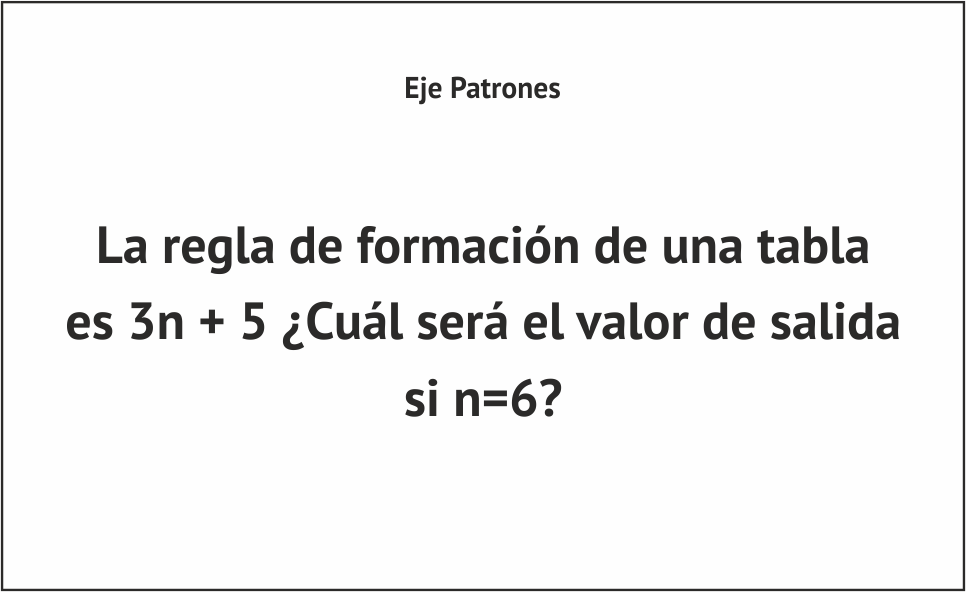 Eje Patrones
La regla de formación de una tabla
es 3n + 5 ¿Cuál será el valor de salida
si n=6?